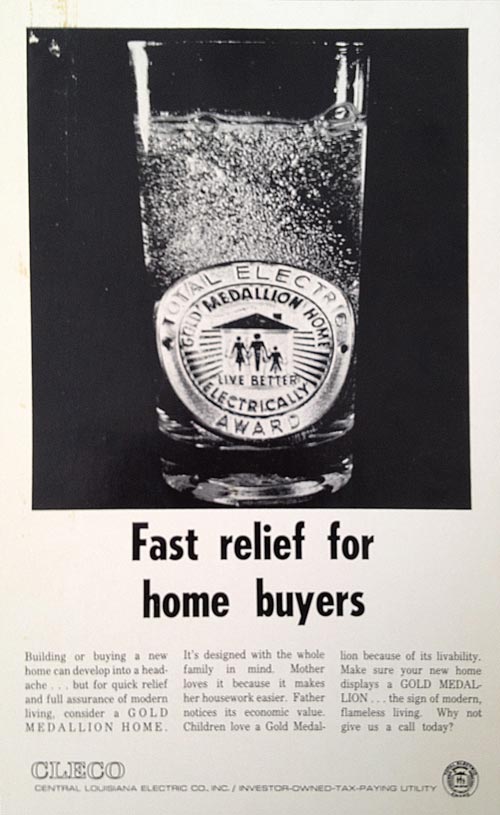 TOTAL ELECTRIC
GOLD MEDALLION HOME
LIVE BETTER
ELECTRICALLY
AWARD
Fast relief for
home buyers
Building or buying a new
home can develop into a head-
ache . . . but for quick relief
and full assurance of modern
living, consider a GOLD
MEDALLION HOME.
It's designed with the whole
family in mind. Mother
loves it because it makes
her housework easier. Father
notices its economic value.
Children love a Gold Medal-
lion because of its livability.
Make sure your new home
displays a GOLD MEDAL-
LION . . . the sign of modern,
flameless living. Why not
give us a call today?
CLECO
CENTRAL LOUISIANA ELECTRIC CO., INC. / INVESTOR-OWNED-TAX-PAYING UTILITY